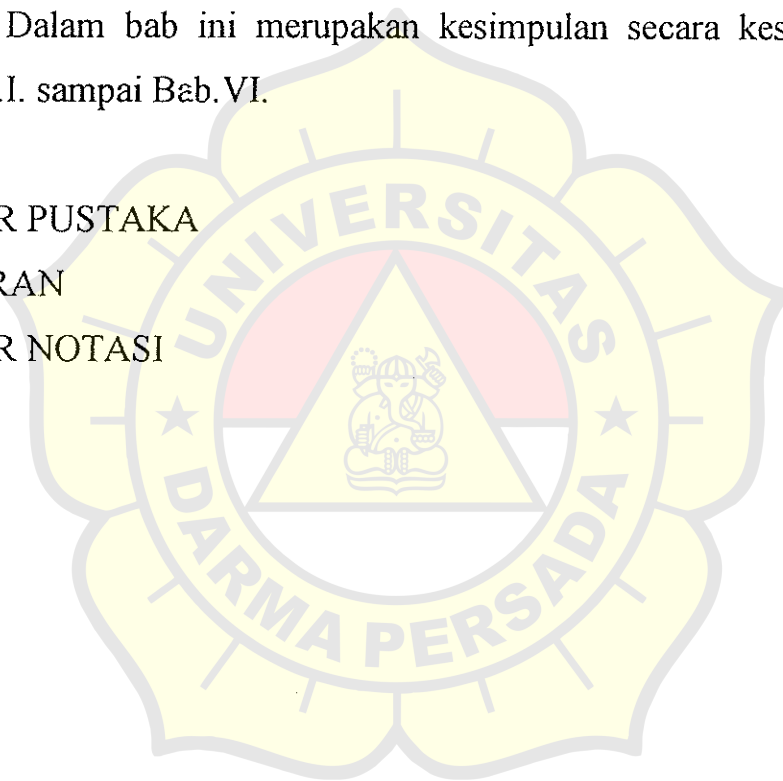 Dalam bab ini merupakan kesimpulan secara kes
.I. sampai Bab.VI.
R PUSTAKA
RAN
R NOTASI
UNIVERSITAS
DARMA PERSADA